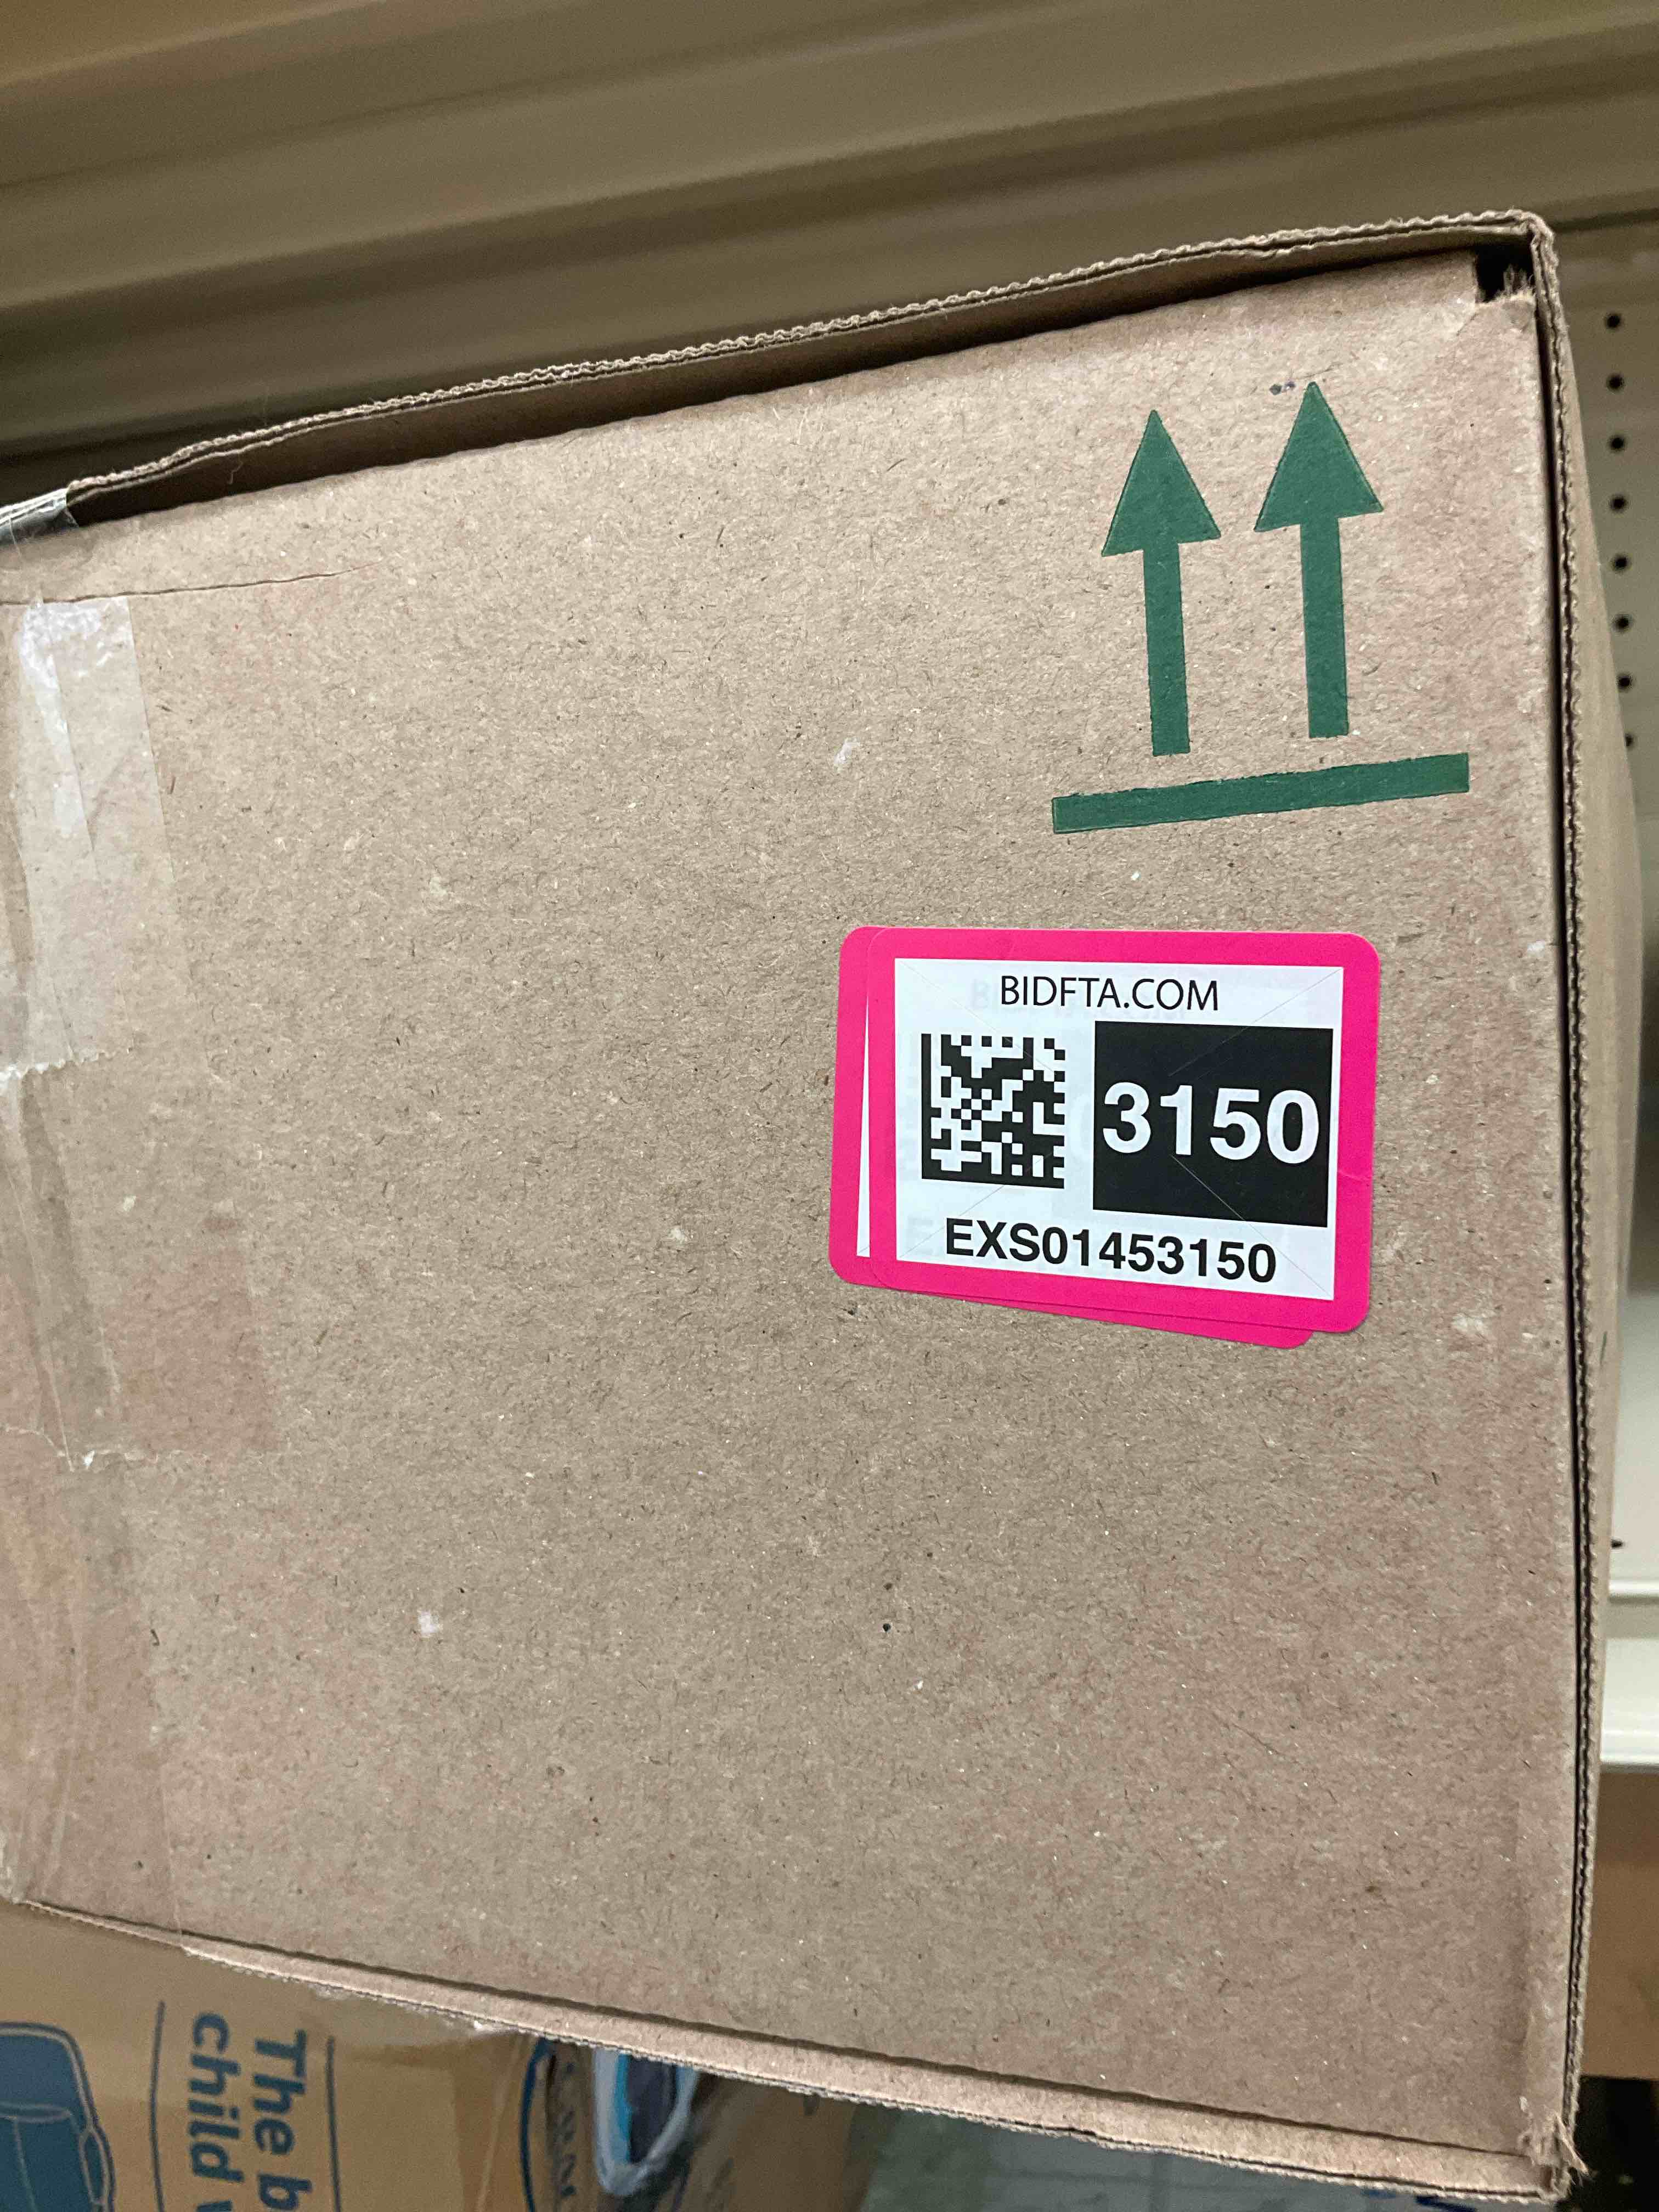 BIDFTA.COM
3150
EXS01453150
The b
child